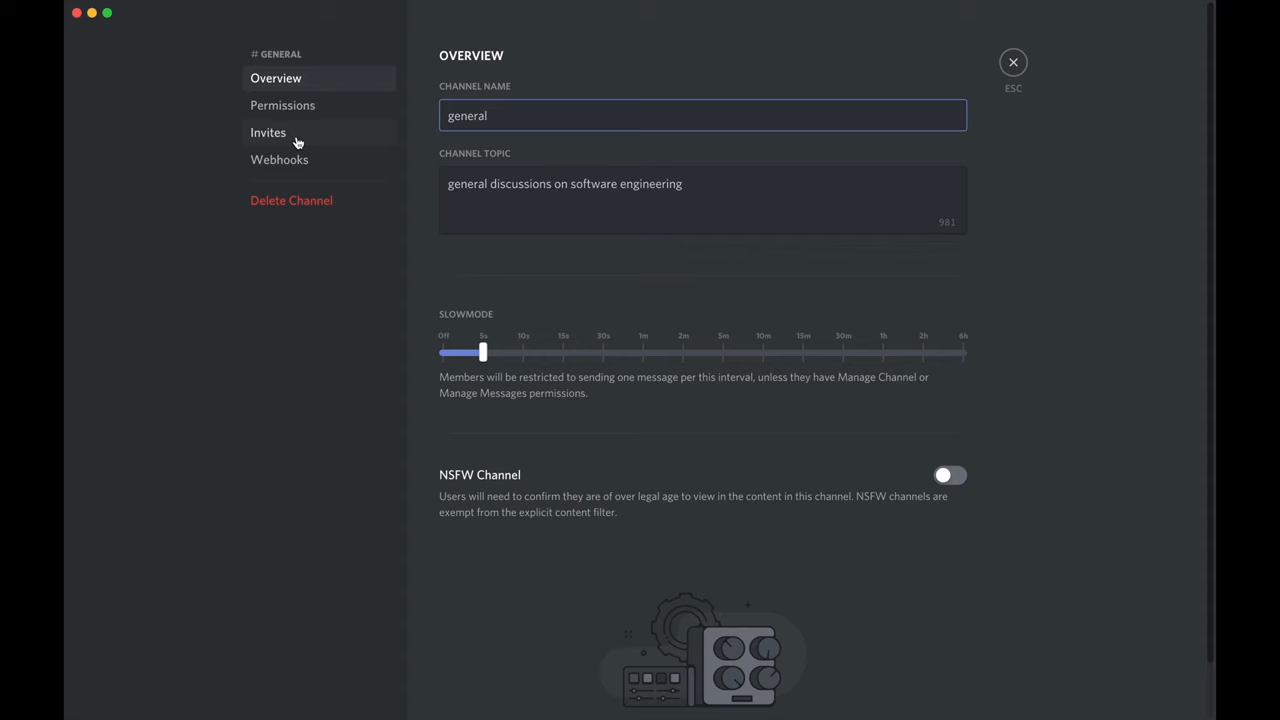 # GENERAL
Overview
Permissions
Invites
Webhooks
Delete Channel
OVERVIEW
ESC
CHANNEL NAME
general
CHANNEL TOPIC
general discussions on software engineering
981
SLOWMODE
Off 5s 10s 15s 30s 1m 2m 5m 10m 15m 30m 1h 2h 6h
Members will be restricted to sending one message per this interval, unless they have Manage Channel or
Manage Messages permissions.
NSFW Channel
Users will need to confirm they are of over legal age to view in the content in this channel. NSFW channels are
exempt from the explicit content filter.